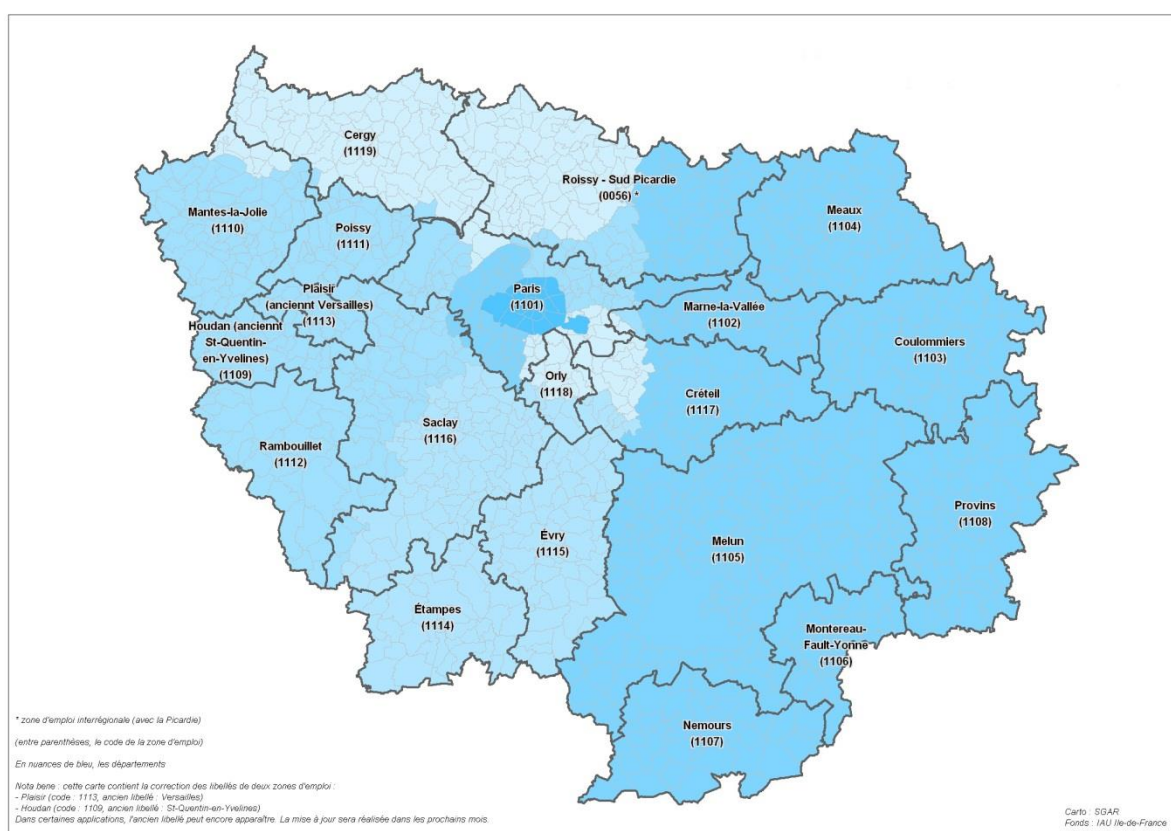 Cergy
(1119)
Roissy - Sud Picardie
(0056) *
Mantes-la-Jolie
(1110)
Poissy
(1111)
Meaux
(1104)
Plaisir
(anciennt Versailles)
(1113)
Paris
(1101)
Marne-la-Vallée
(1102)
Houdan (anciennt
St-Quentin-
en-Yvelines)
(1109)
Coulommiers
(1103)
Orly
(1118)
Créteil
(1117)
Saclay
(1116)
Rambouillet
(1112)
Provins
(1108)
Évry
(1115)
Melun
(1105)
Étampes
(1114)
Montereau-
Fault-Yonne
(1106)
Nemours
(1107)
* zone d'emploi interrégionale (avec la Picardie)
(entre parenthèses, le code de la zone d'emploi)
En nuances de bleu, les départements
Nota bene : cette carte contient la correction des libellés de deux zones d'emploi :
- Plaisir (code : 1113, ancien libellé : Versailles)
- Houdan (code : 1109, ancien libellé : St-Quentin-en-Yvelines)
Dans certaines applications, l'ancien libellé peut encore apparaître. La mise à jour sera réalisée dans les prochains mois.
Carto : SGAR
Fonds : IAU Ile-de-France